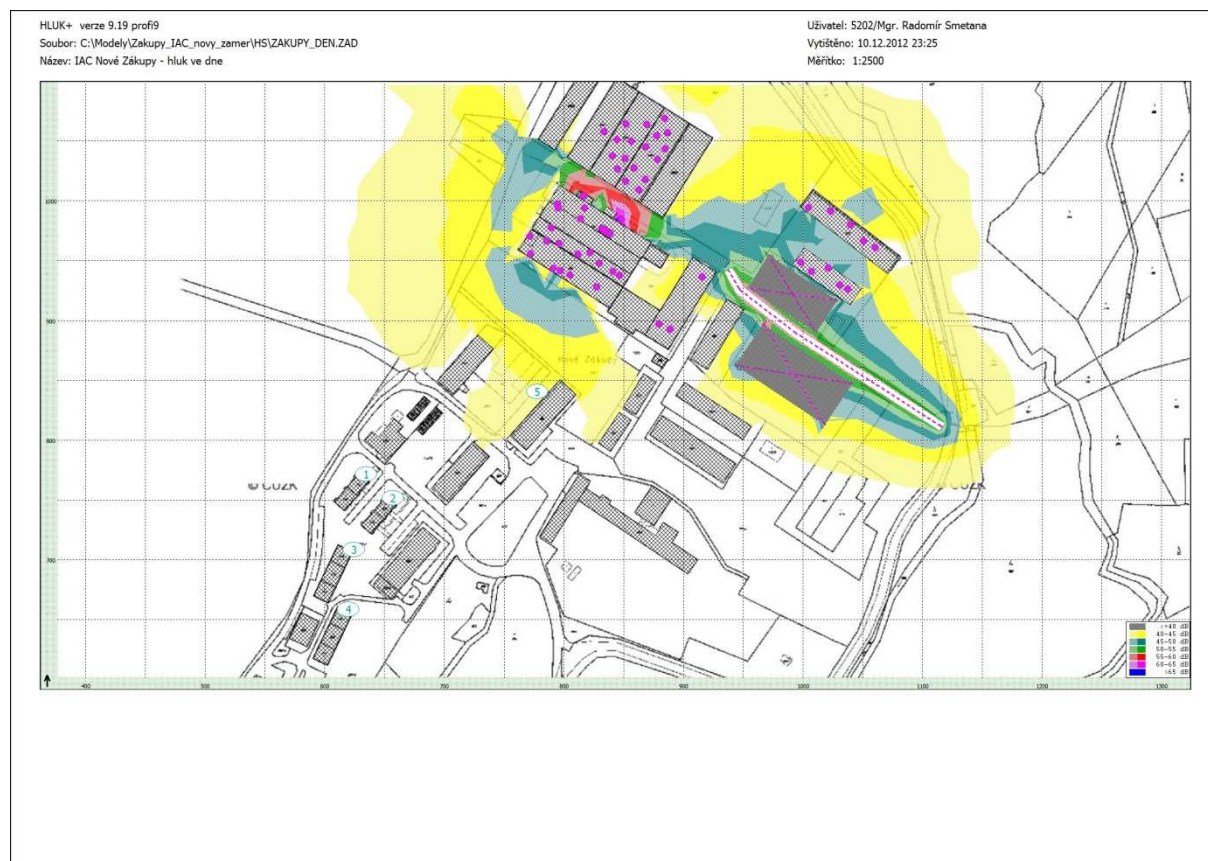 HLUK+ verze 9.19 profi9
Soubor: C:\Modely\Zakupy_IAC_novy_zamer\HS\ZAKUPY_DEN.ZAD
Název: IAC Nové Zákupy - hluk ve dne
Uživatel: 5202/Mgr. Radomír Smetana
Vytištěno: 10.12.2012 23:25
Měřítko: 1:2500
1000
900
800
700
Nové Zákupy
5
1
2
3
4
© ČÚZK
© ČÚZK
<=40 dB
40-45 dB
45-50 dB
50-55 dB
55-60 dB
60-65 dB
>65 dB
400
500
600
700
800
900
1000
1100
1200
1300